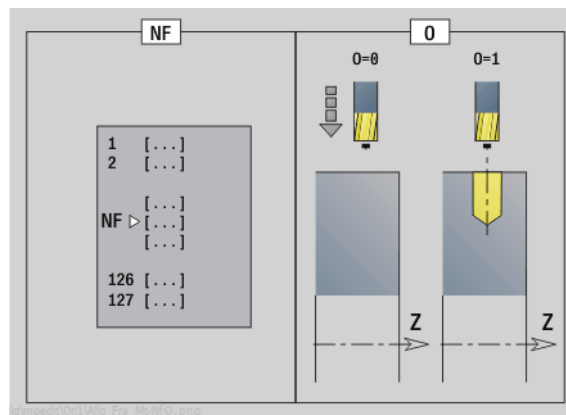 NF
O
O=0
O=1
1 [...]
2 [...]
[...]
NF [...]
[...]
126 [...]
127 [...]
Z
Z